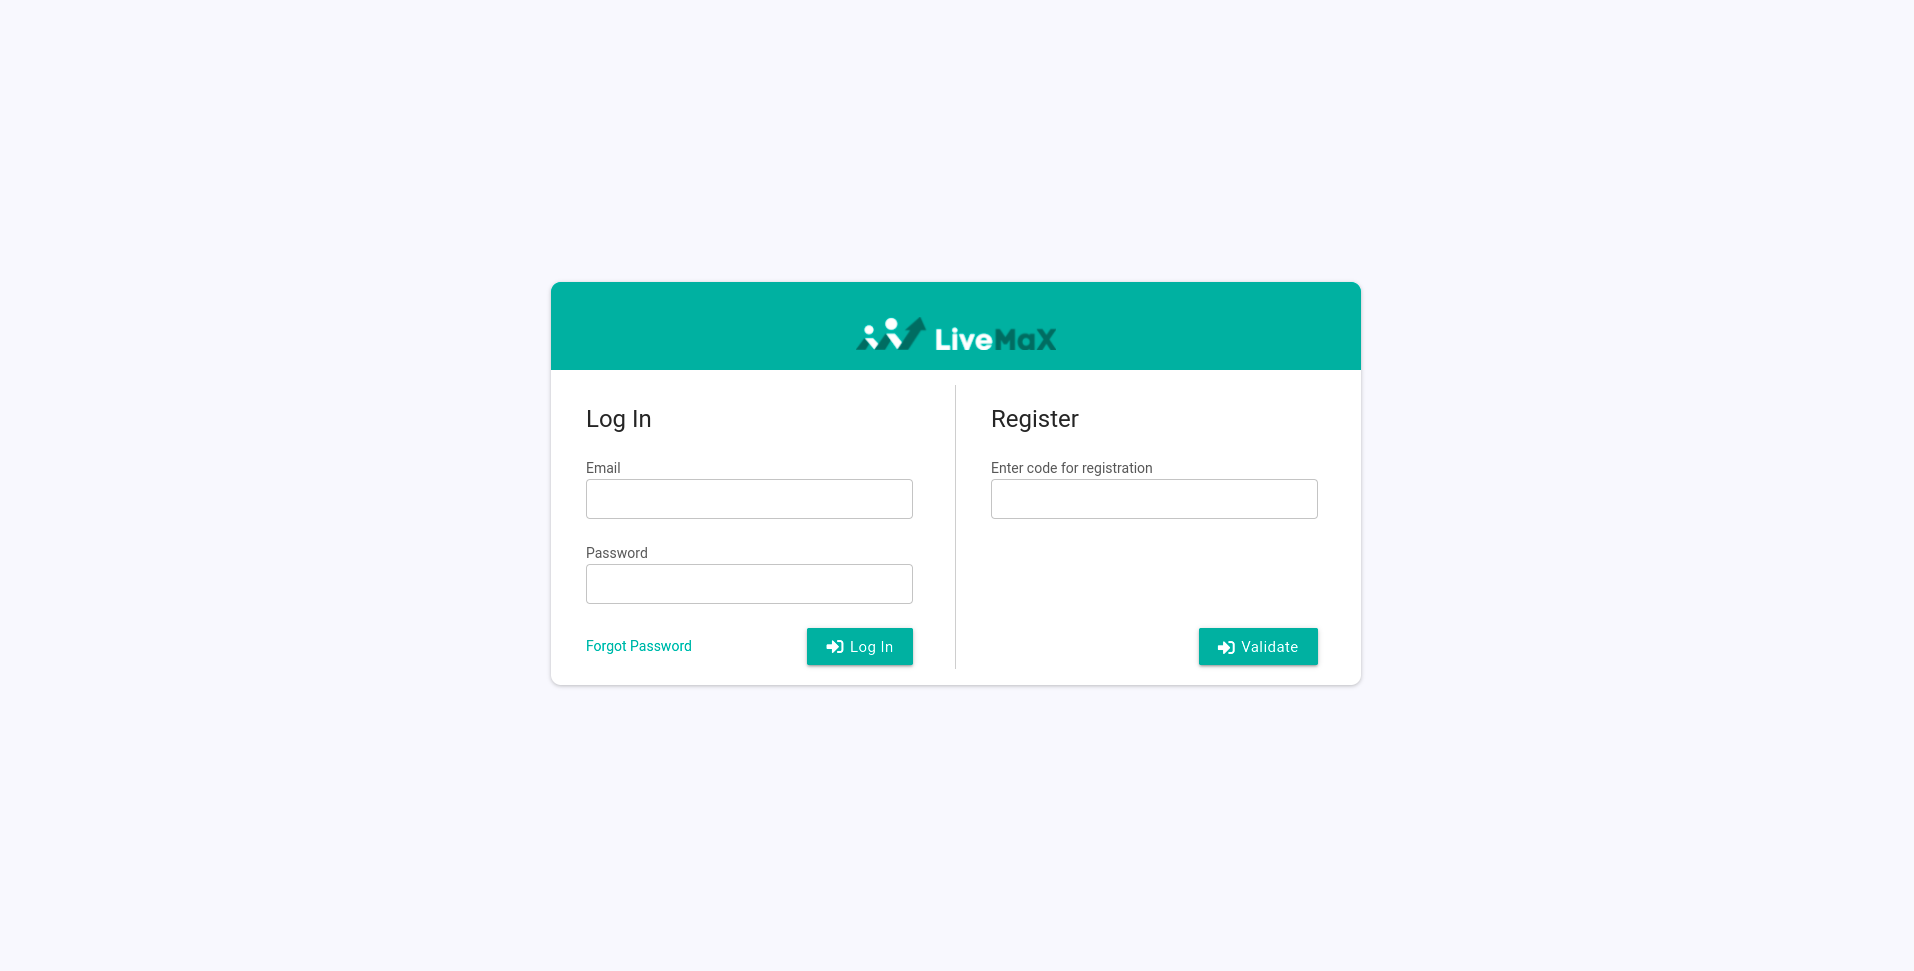 LiveMaX
Log In
Email
Password
Forgot Password
Log In
Register
Enter code for registration
Validate